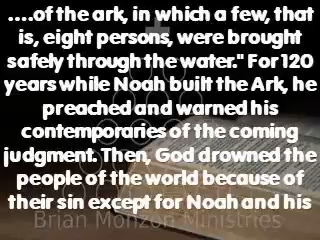 ....of the ark, in which a few, that
is, eight persons, were brought
safely through the water." For 120
years while Noah built the Ark, he
preached and warned his
contemporaries of the coming
judgment. Then, God drowned the
people of the world because of
their sin except for Noah and his
Brian Monzon Ministries